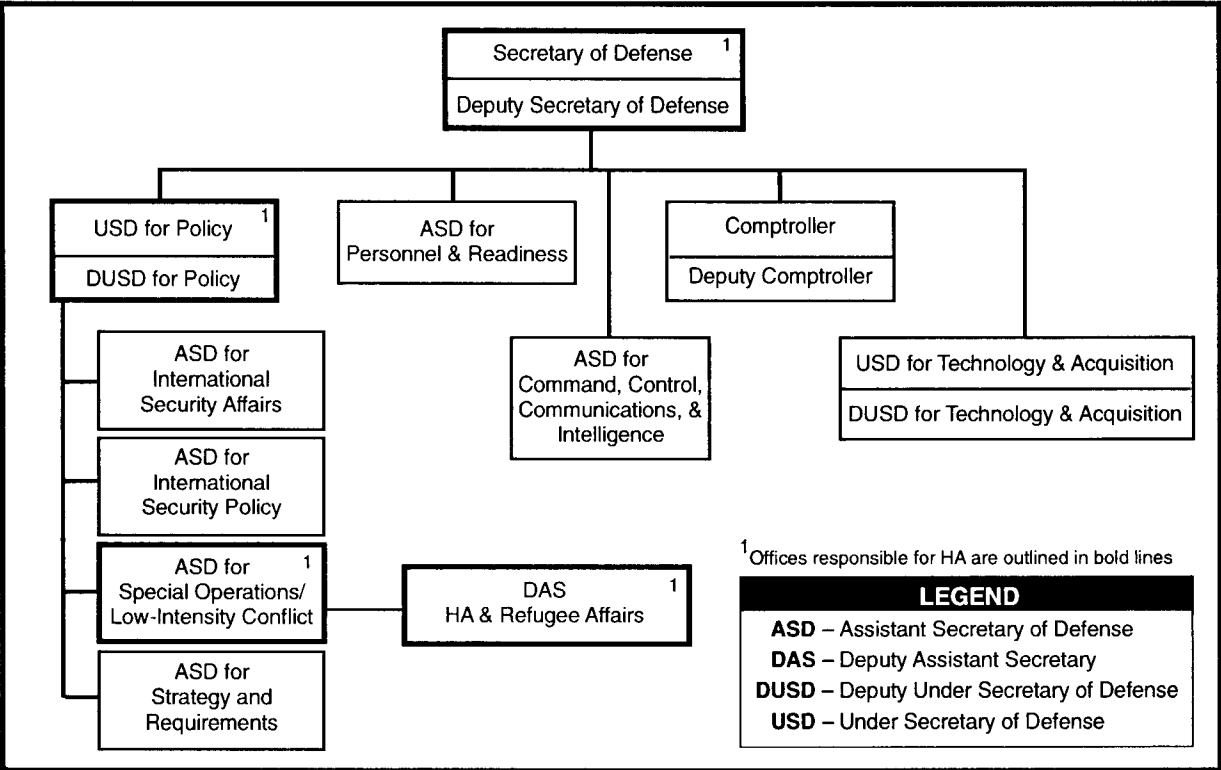 Secretary of Defense 1
Deputy Secretary of Defense
USD for Policy 1
DUSD for Policy
ASD for
Personnel & Readiness
Comptroller
Deputy Comptroller
ASD for
Command, Control,
Communications, &
Intelligence
USD for Technology & Acquisition
DUSD for Technology & Acquisition
ASD for
International
Security Affairs
ASD for
International
Security Policy
ASD for 1
Special Operations/
Low-Intensity Conflict
DAS 1
HA & Refugee Affairs
ASD for
Strategy and
Requirements
1Offices responsible for HA are outlined in bold lines
LEGEND
ASD – Assistant Secretary of Defense
DAS – Deputy Assistant Secretary
DUSD – Deputy Under Secretary of Defense
USD – Under Secretary of Defense